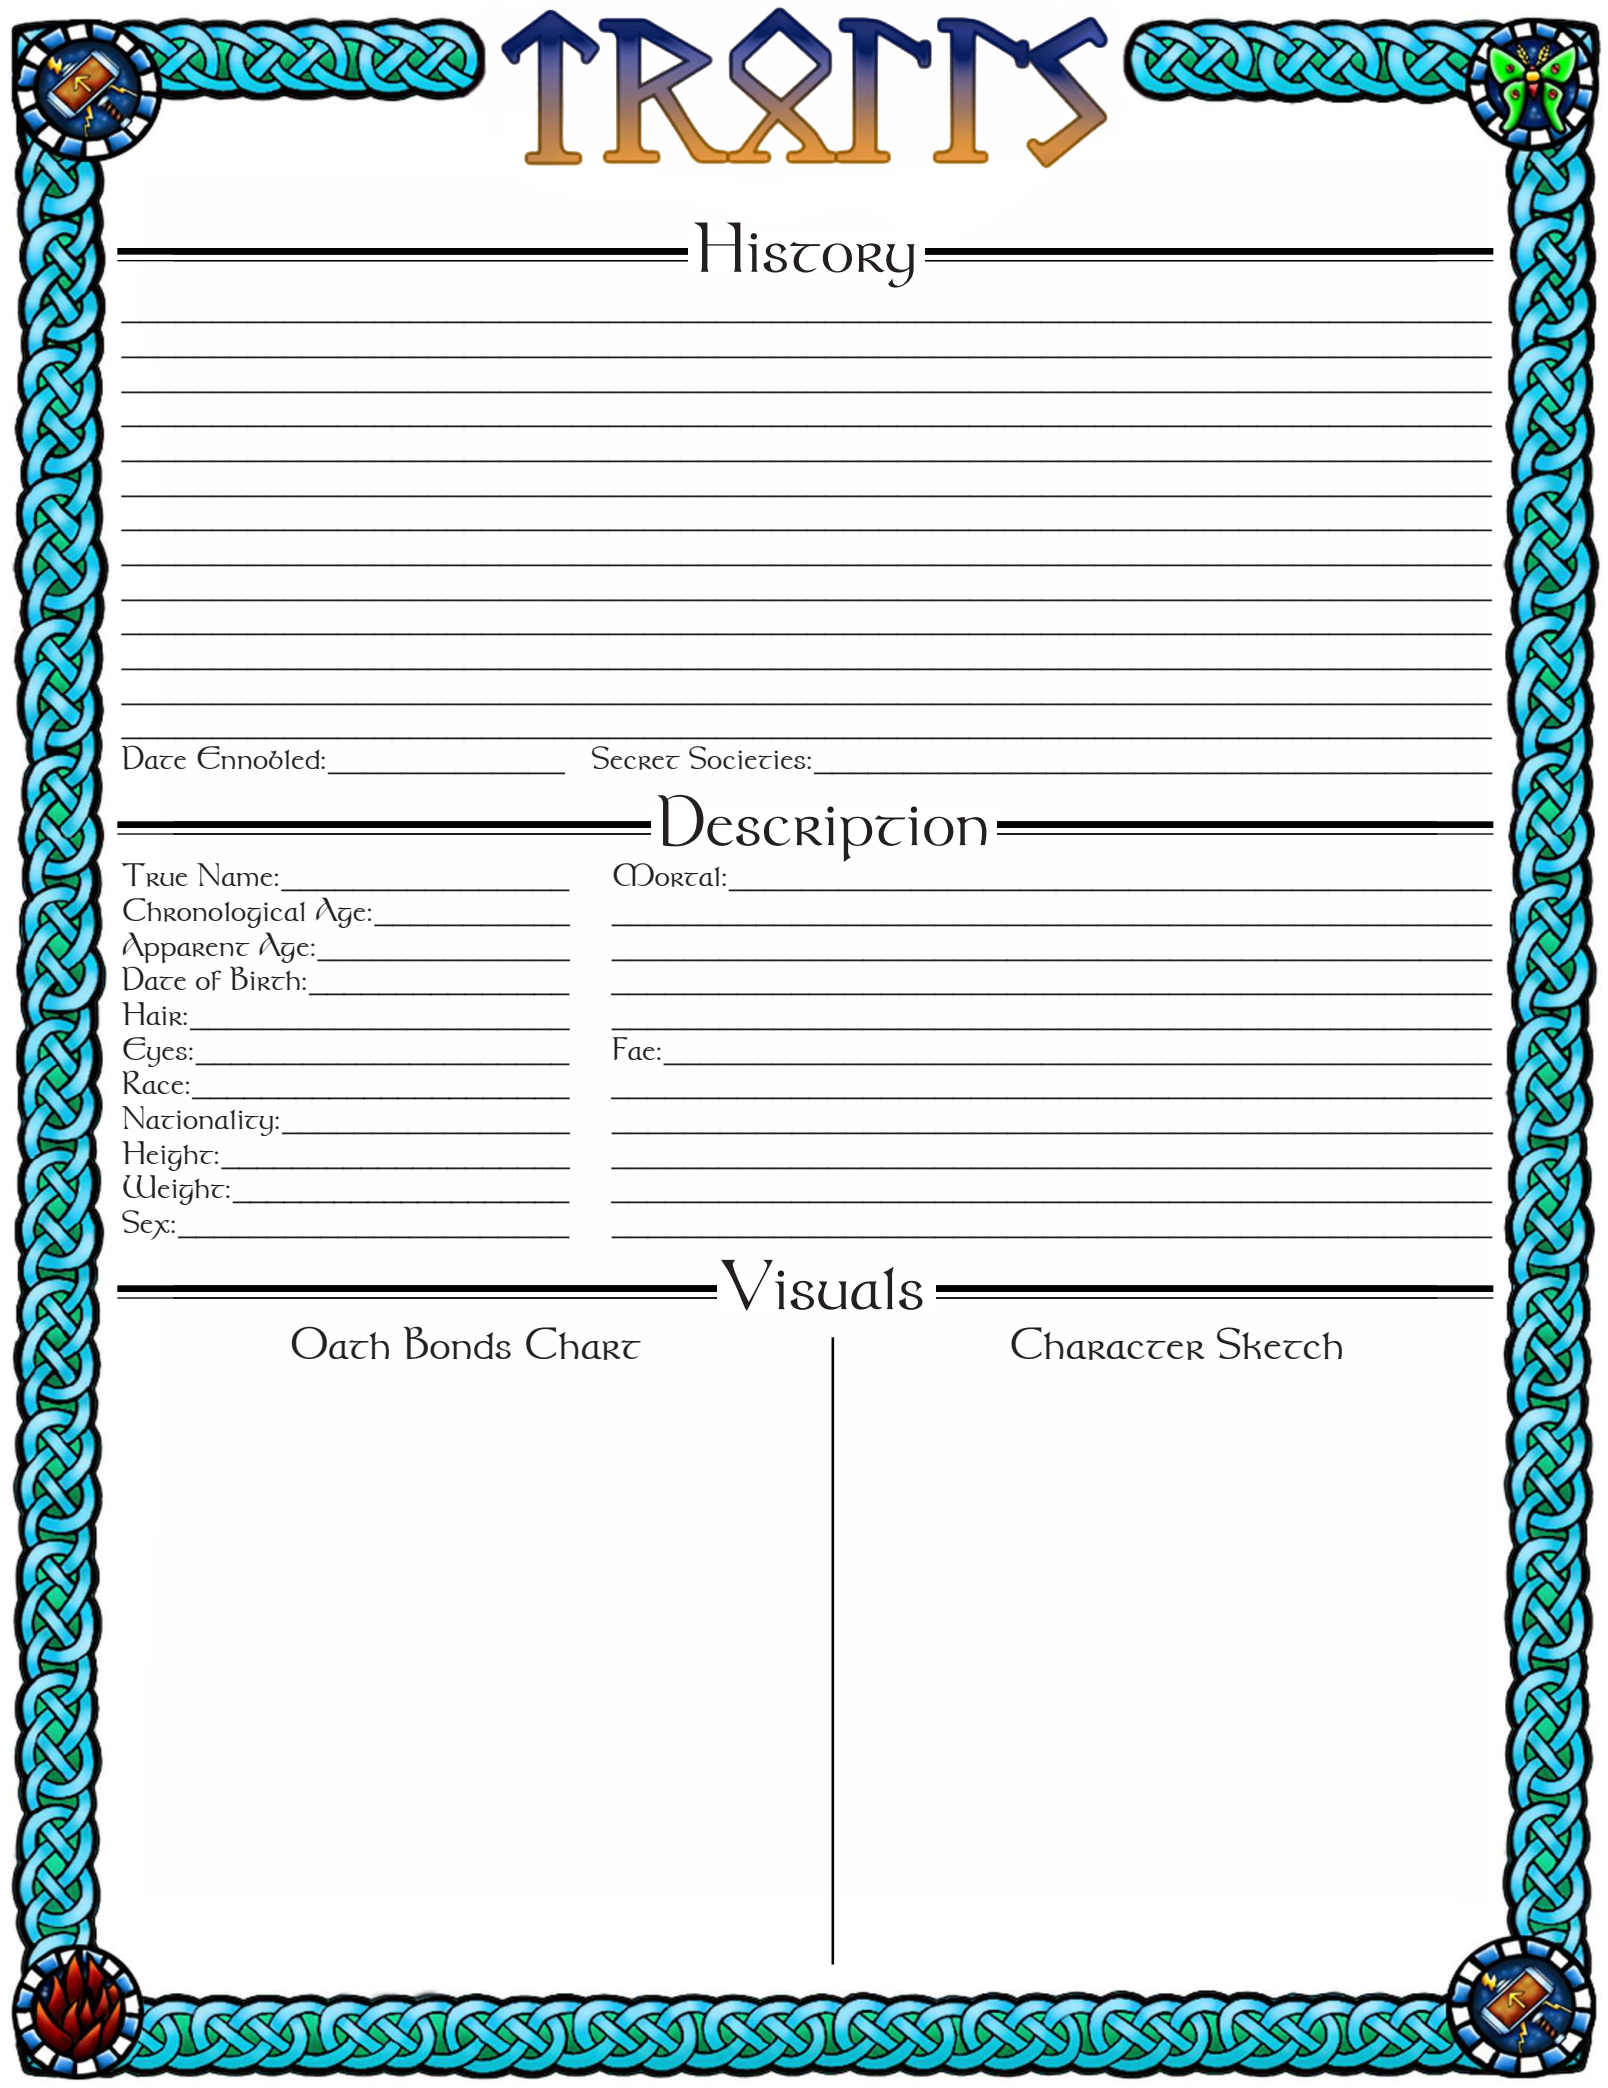 TROLLS
History
Date Ennobled: Secret Societies:
Description
True Name: Mortal:
Chronological Age:
Apparent Age:
Date of Birth:
Hair:
Eyes: Fae:
Race:
Nationality:
Height:
Weight:
Sex:
Visuals
Oath Bonds Chart Character Sketch